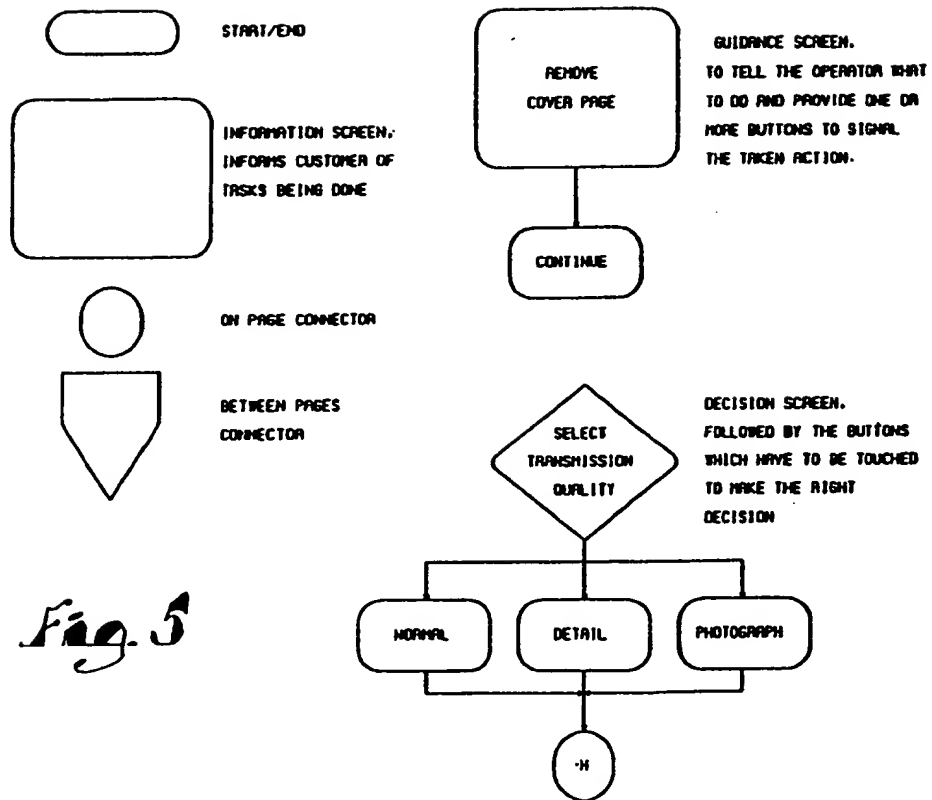 START/END
INFORMATION SCREEN.
INFORMS CUSTOMER OF
TASKS BEING DONE
ON PAGE CONNECTOR
BETWEEN PAGES
CONNECTOR
REMOVE
COVER PAGE
CONTINUE
GUIDANCE SCREEN.
TO TELL THE OPERATOR WHAT
TO DO AND PROVIDE ONE OR
MORE BUTTONS TO SIGNAL
THE TAKEN ACTION.
SELECT
TRANSMISSION
QUALITY
DECISION SCREEN.
FOLLOWED BY THE BUTTONS
WHICH HAVE TO BE TOUCHED
TO MAKE THE RIGHT
DECISION
NORMAL
DETAIL
PHOTOGRAPH
·H
Fig. 5